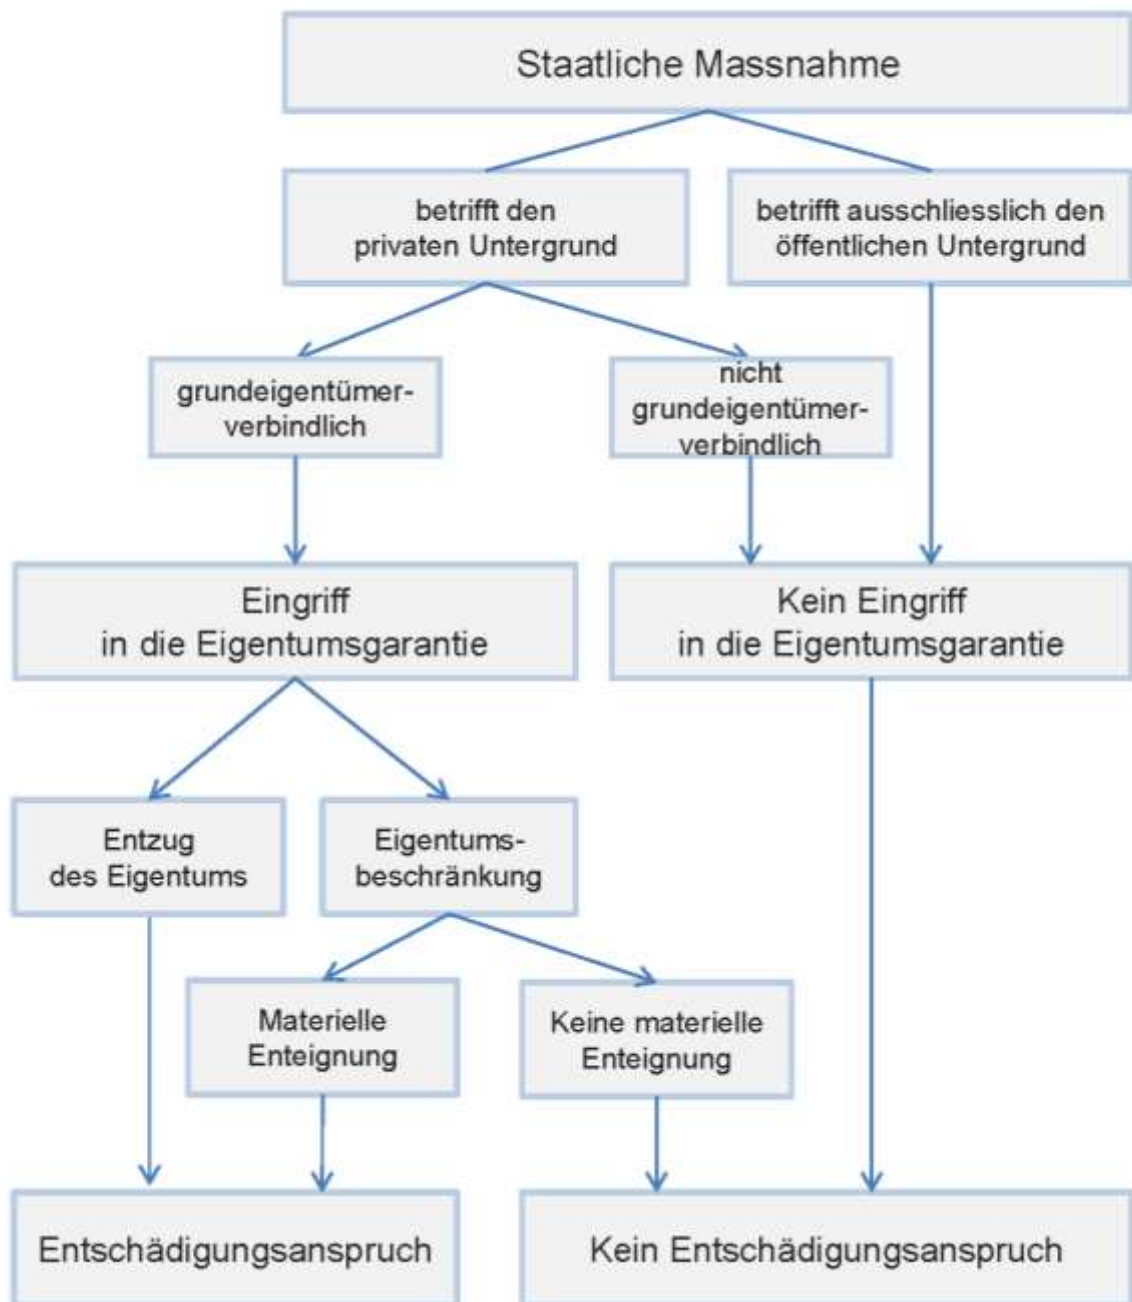 Staatliche Massnahme
betrifft den
privaten Untergrund
betrifft ausschliesslich den
öffentlichen Untergrund
grundeigentümer-
verbindlich
nicht
grundeigentümer-
verbindlich
Eingriff
in die Eigentumsgarantie
Kein Eingriff
in die Eigentumsgarantie
Entzug
des Eigentums
Eigentums-
beschränkung
Materielle
Enteignung
Keine materielle
Enteignung
Entschädigungsanspruch
Kein Entschädigungsanspruch